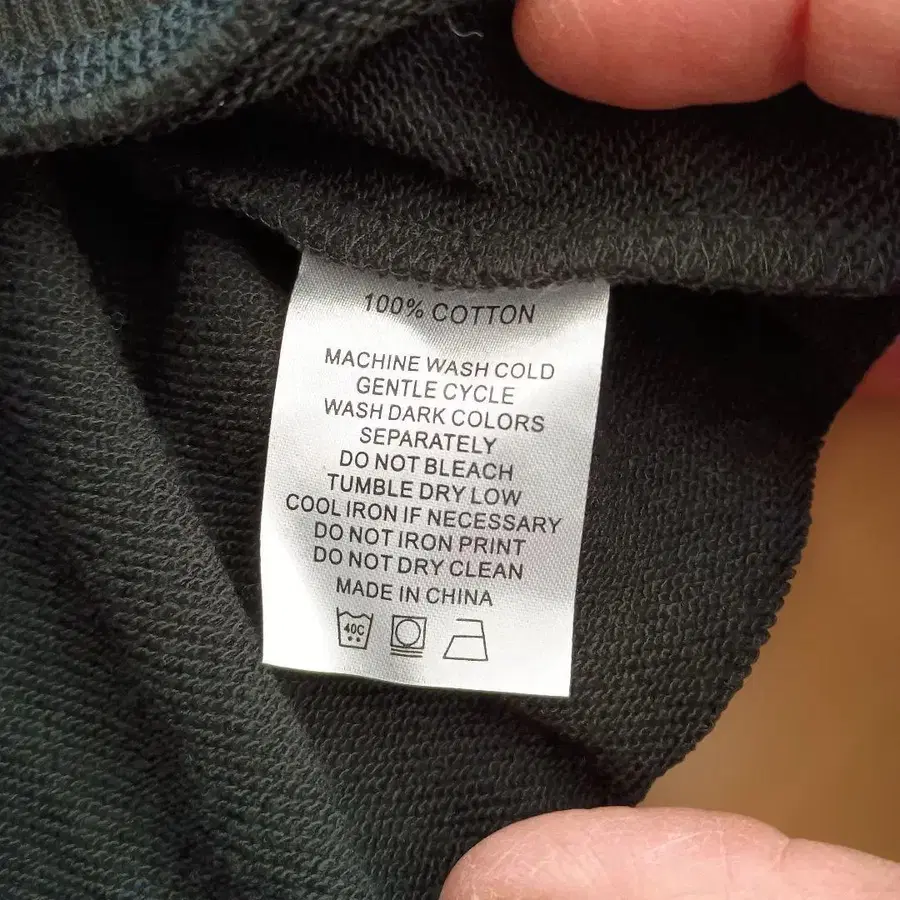 100% COTTON
MACHINE WASH COLD
GENTLE CYCLE
WASH DARK COLORS
SEPARATELY
DO NOT BLEACH
TUMBLE DRY LOW
COOL IRON IF NECESSARY
DO NOT IRON PRINT
DO NOT DRY CLEAN
MADE IN CHINA
40C